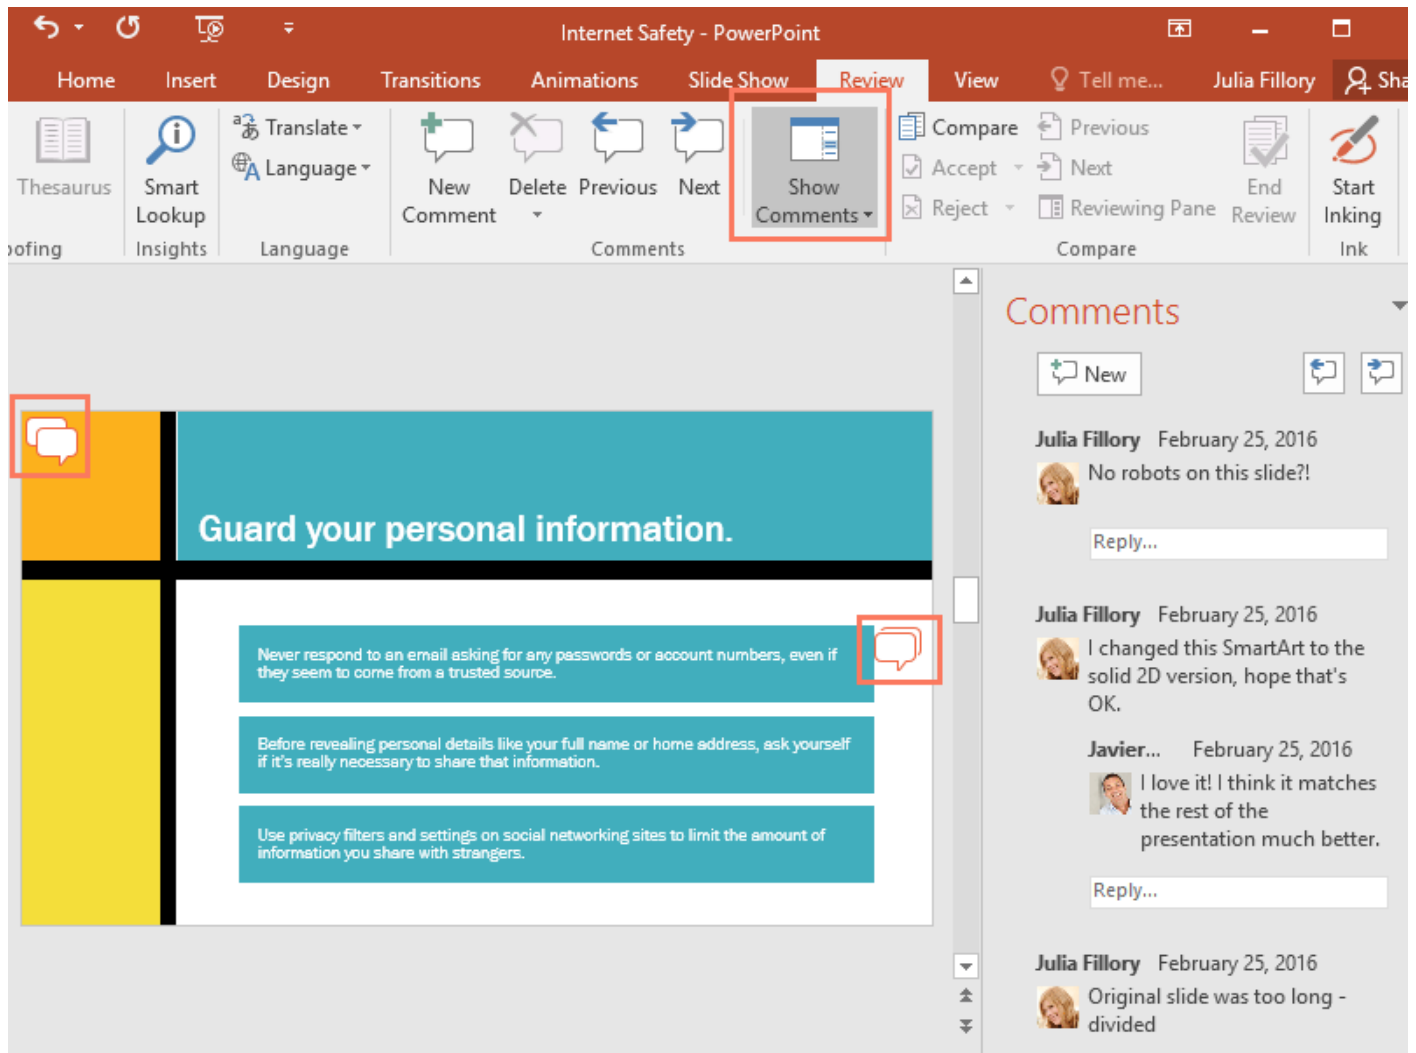 Internet Safety - PowerPoint
Home Insert Design Transitions Animations Slide Show Review View Tell me... Julia Fillory Sha
Thesaurus
Smart
Lookup
Translate
Language
New
Comment
Delete
Previous
Next
Show
Comments
Compare
Accept
Reject
Previous
Next
Reviewing Pane
End
Review
Start
Inking
oofing Insights Language Comments Compare Ink
Guard your personal information.
Never respond to an email asking for any passwords or account numbers, even if
they seem to come from a trusted source.
Before revealing personal details like your full name or home address, ask yourself
if it's really necessary to share that information.
Use privacy filters and settings on social networking sites to limit the amount of
information you share with strangers.
Comments
New
Julia Fillory February 25, 2016
No robots on this slide?!
Reply...
Julia Fillory February 25, 2016
I changed this SmartArt to the
solid 2D version, hope that's
OK.
Javier... February 25, 2016
I love it! I think it matches
the rest of the
presentation much better.
Reply...
Julia Fillory February 25, 2016
Original slide was too long -
divided